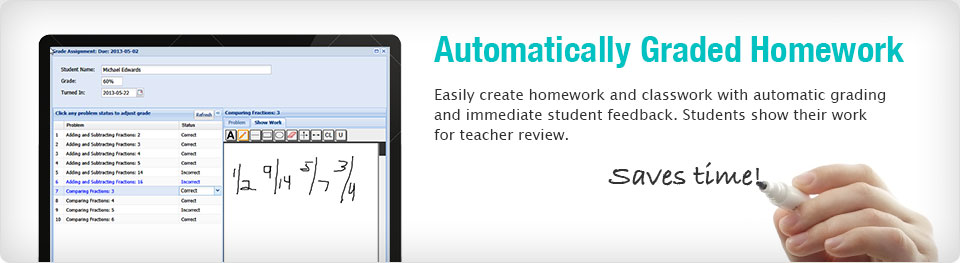 Grade Assignment: Due: 2013-05-02
Student Name: Michael Edwards
Grade: 60%
Turned In: 2013-05-22
Click any problem status to adjust grade Refresh
Problem Status
1 Adding and Subtracting Fractions: 2 Correct
2 Adding and Subtracting Fractions: 3 Correct
3 Adding and Subtracting Fractions: 4 Correct
4 Adding and Subtracting Fractions: 5 Correct
5 Adding and Subtracting Fractions: 14 Incorrect
6 Adding and Subtracting Fractions: 16 Incorrect
7 Comparing Fractions: 3 Correct
8 Comparing Fractions: 4 Correct
9 Comparing Fractions: 5 Incorrect
10 Comparing Fractions: 6 Correct
Comparing Fractions: 3
Problem Show Work
A CL U
1/2 9/14 5/7 3/4
Automatically Graded Homework
Easily create homework and classwork with automatic grading
and immediate student feedback. Students show their work
for teacher review.
Saves time!